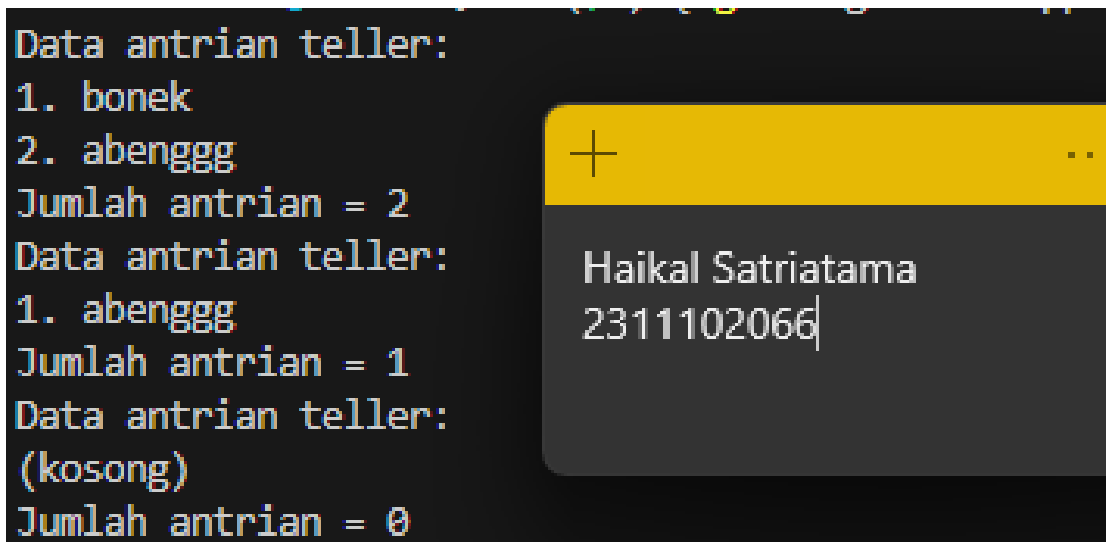 Data antrian teller:
1. bonek
2. abenggg
Jumlah antrian = 2
Data antrian teller:
1. abenggg
Jumlah antrian = 1
Data antrian teller:
(kosong)
Jumlah antrian = 0
Haikal Satriatama
2311102066